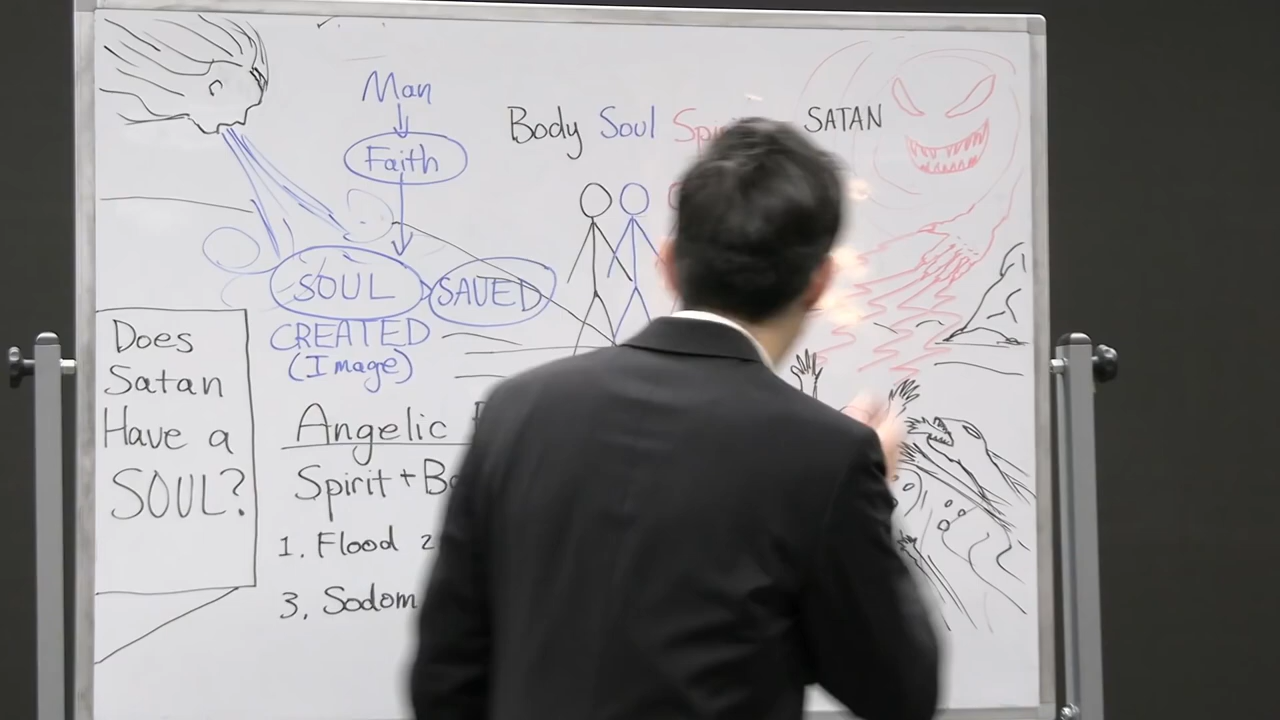 Man
Faith
Body Soul
SATAN
SOUL
SAVED
CREATED
(Image)
Does
Satan
Have a
SOUL?
Angelic
Spirit +
1. Flood 2
3. Sodom